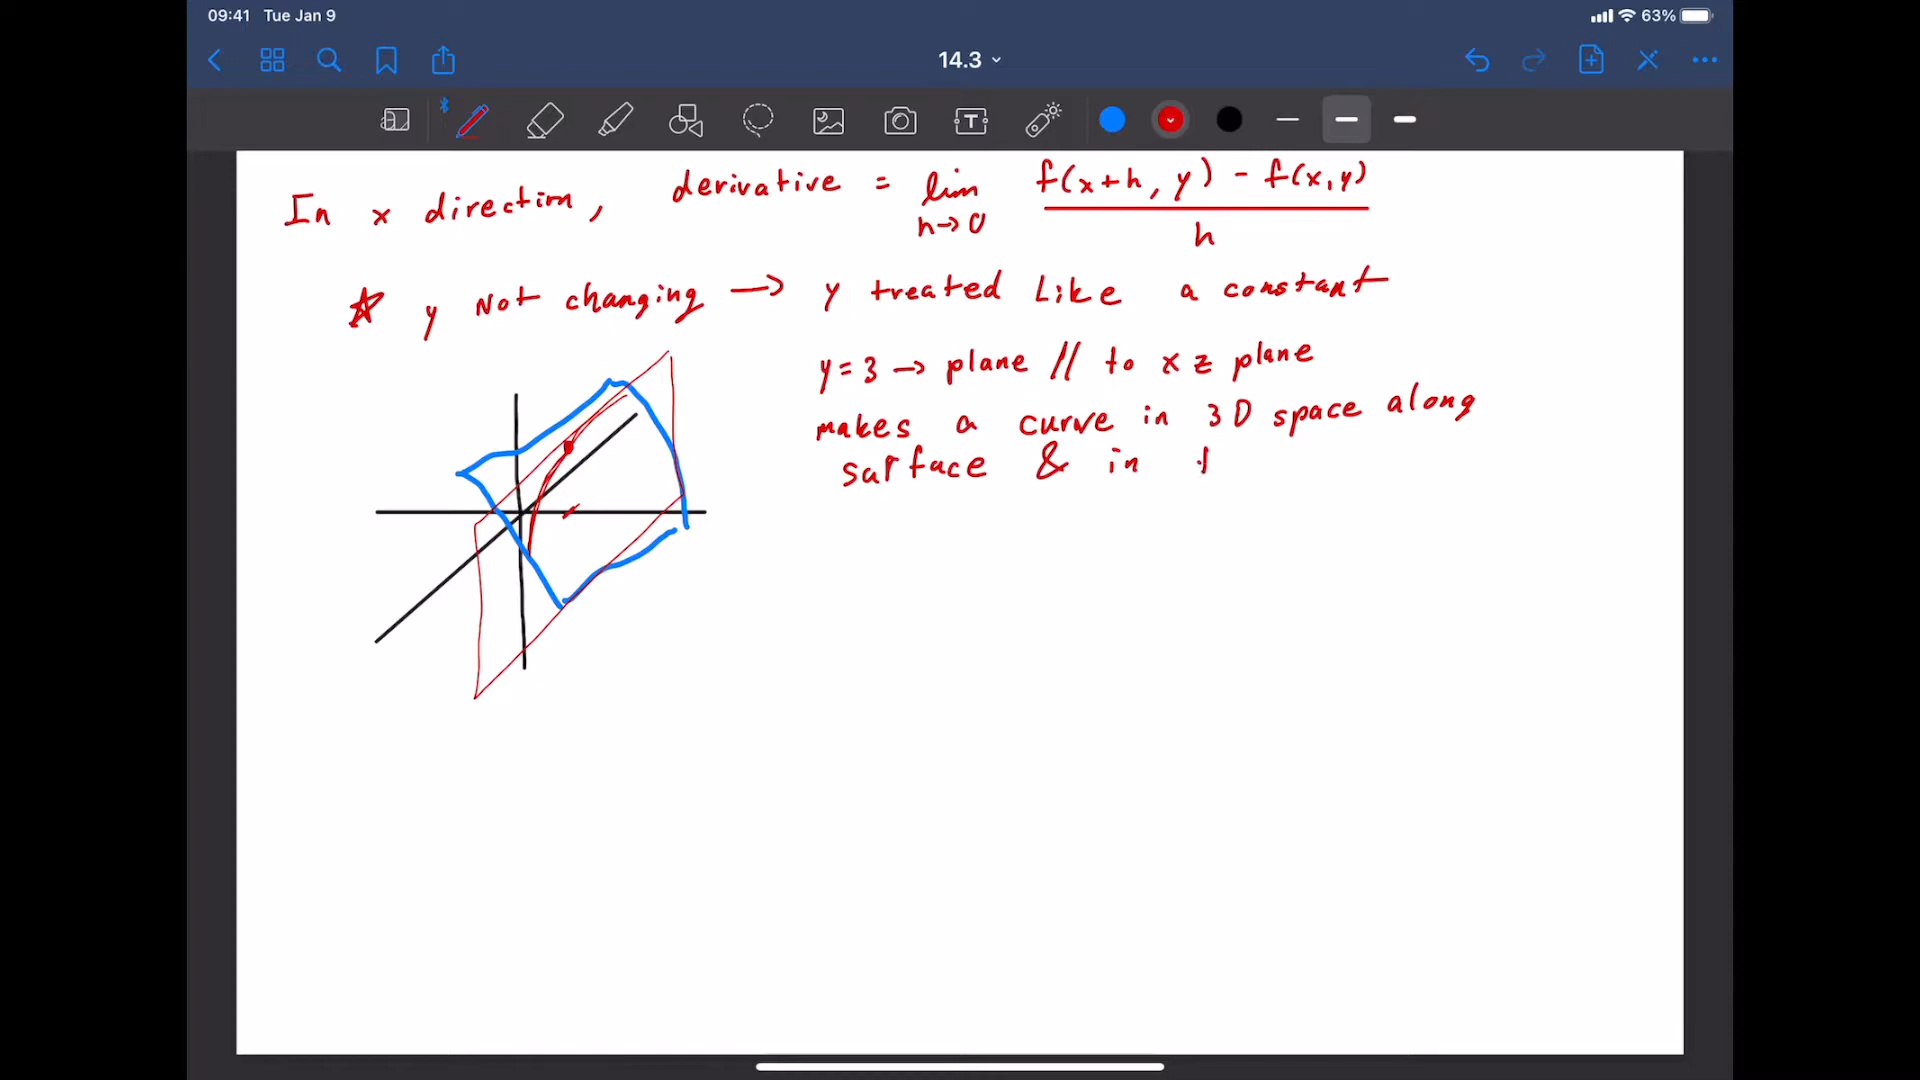 09:41 Tue Jan 9 63%
14.3
T
In x direction, derivative = lim h→0 f(x+h, y) - f(x,y) / h
y Not changing → y treated Like a constant
y=3 → plane // to x z plane
makes a curve in 3D space along
surface & in